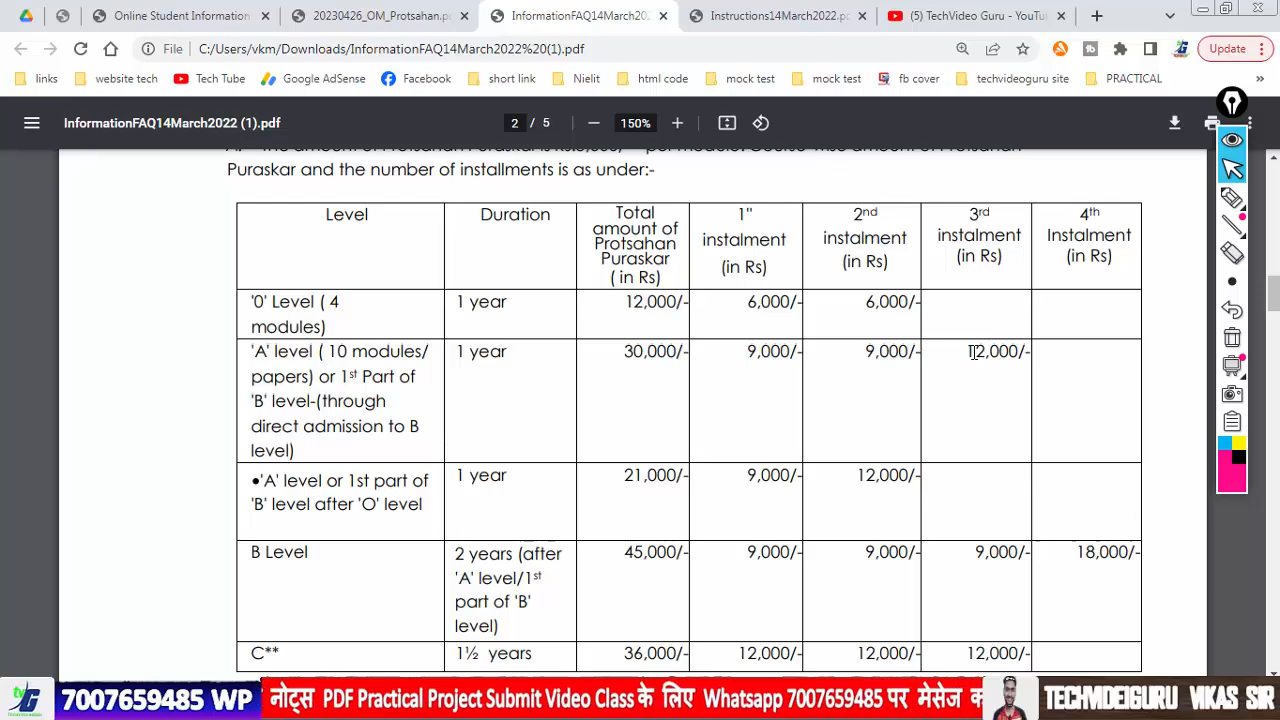 Online Student Information
20230426_OM_Protsahan.pd
InformationFAQ14March202
Instructions14March2022.pd
(5) TechVideo Guru - YouTu
File C:/Users/vkm/Downloads/InformationFAQ14March2022%20(1).pdf
Update
links website tech Tech Tube Google AdSense Facebook short link Nielit html code mock test mock test fb cover techvideoguru site PRACTICAL »
InformationFAQ14March2022 (1).pdf 2 / 5 150%
Puraskar and the number of installments is as under:-
Level Duration Total amount of Protsahan Puraskar ( in Rs) 1" instalment (in Rs) 2nd instalment (in Rs) 3rd instalment (in Rs) 4th Instalment (in Rs)
'0' Level ( 4 1 year 12,000/- 6,000/- 6,000/-
modules)
'A' level ( 10 modules/ 1 year 30,000/- 9,000/- 9,000/- 12,000/-
papers) or 1st Part of
'B' level-(through
direct admission to B
level)
•'A' level or 1st part of 1 year 21,000/- 9,000/- 12,000/-
'B' level after 'O' level
B Level 2 years (after 45,000/- 9,000/- 9,000/- 9,000/- 18,000/-
'A' level/1st
part of 'B'
level)
C** 1½ years 36,000/- 12,000/- 12,000/- 12,000/-
7007659485 WP नोट्स PDF Practical Project Submit Video Class के लिए Whatsapp 7007659485 पर मेसेज क TECHVIDEIGURU VIKAS SIR